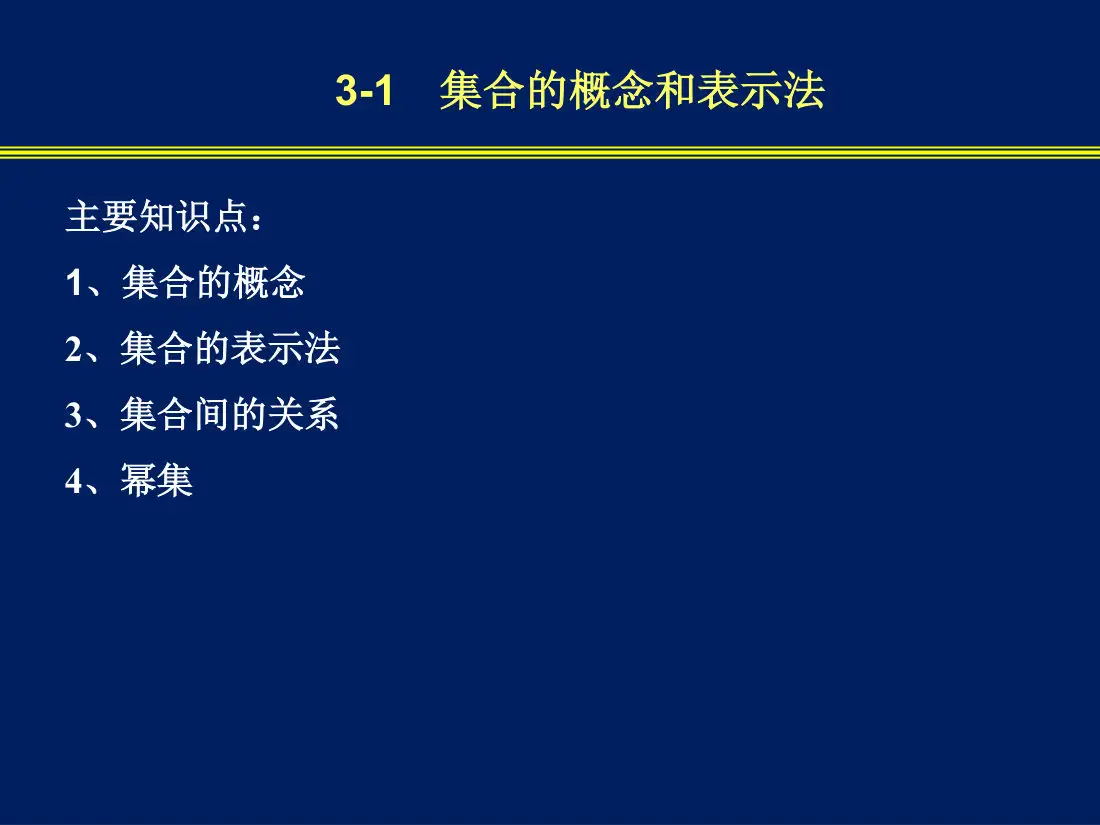 3-1 集合的概念和表示法
主要知识点：
1、集合的概念
2、集合的表示法
3、集合间的关系
4、幂集